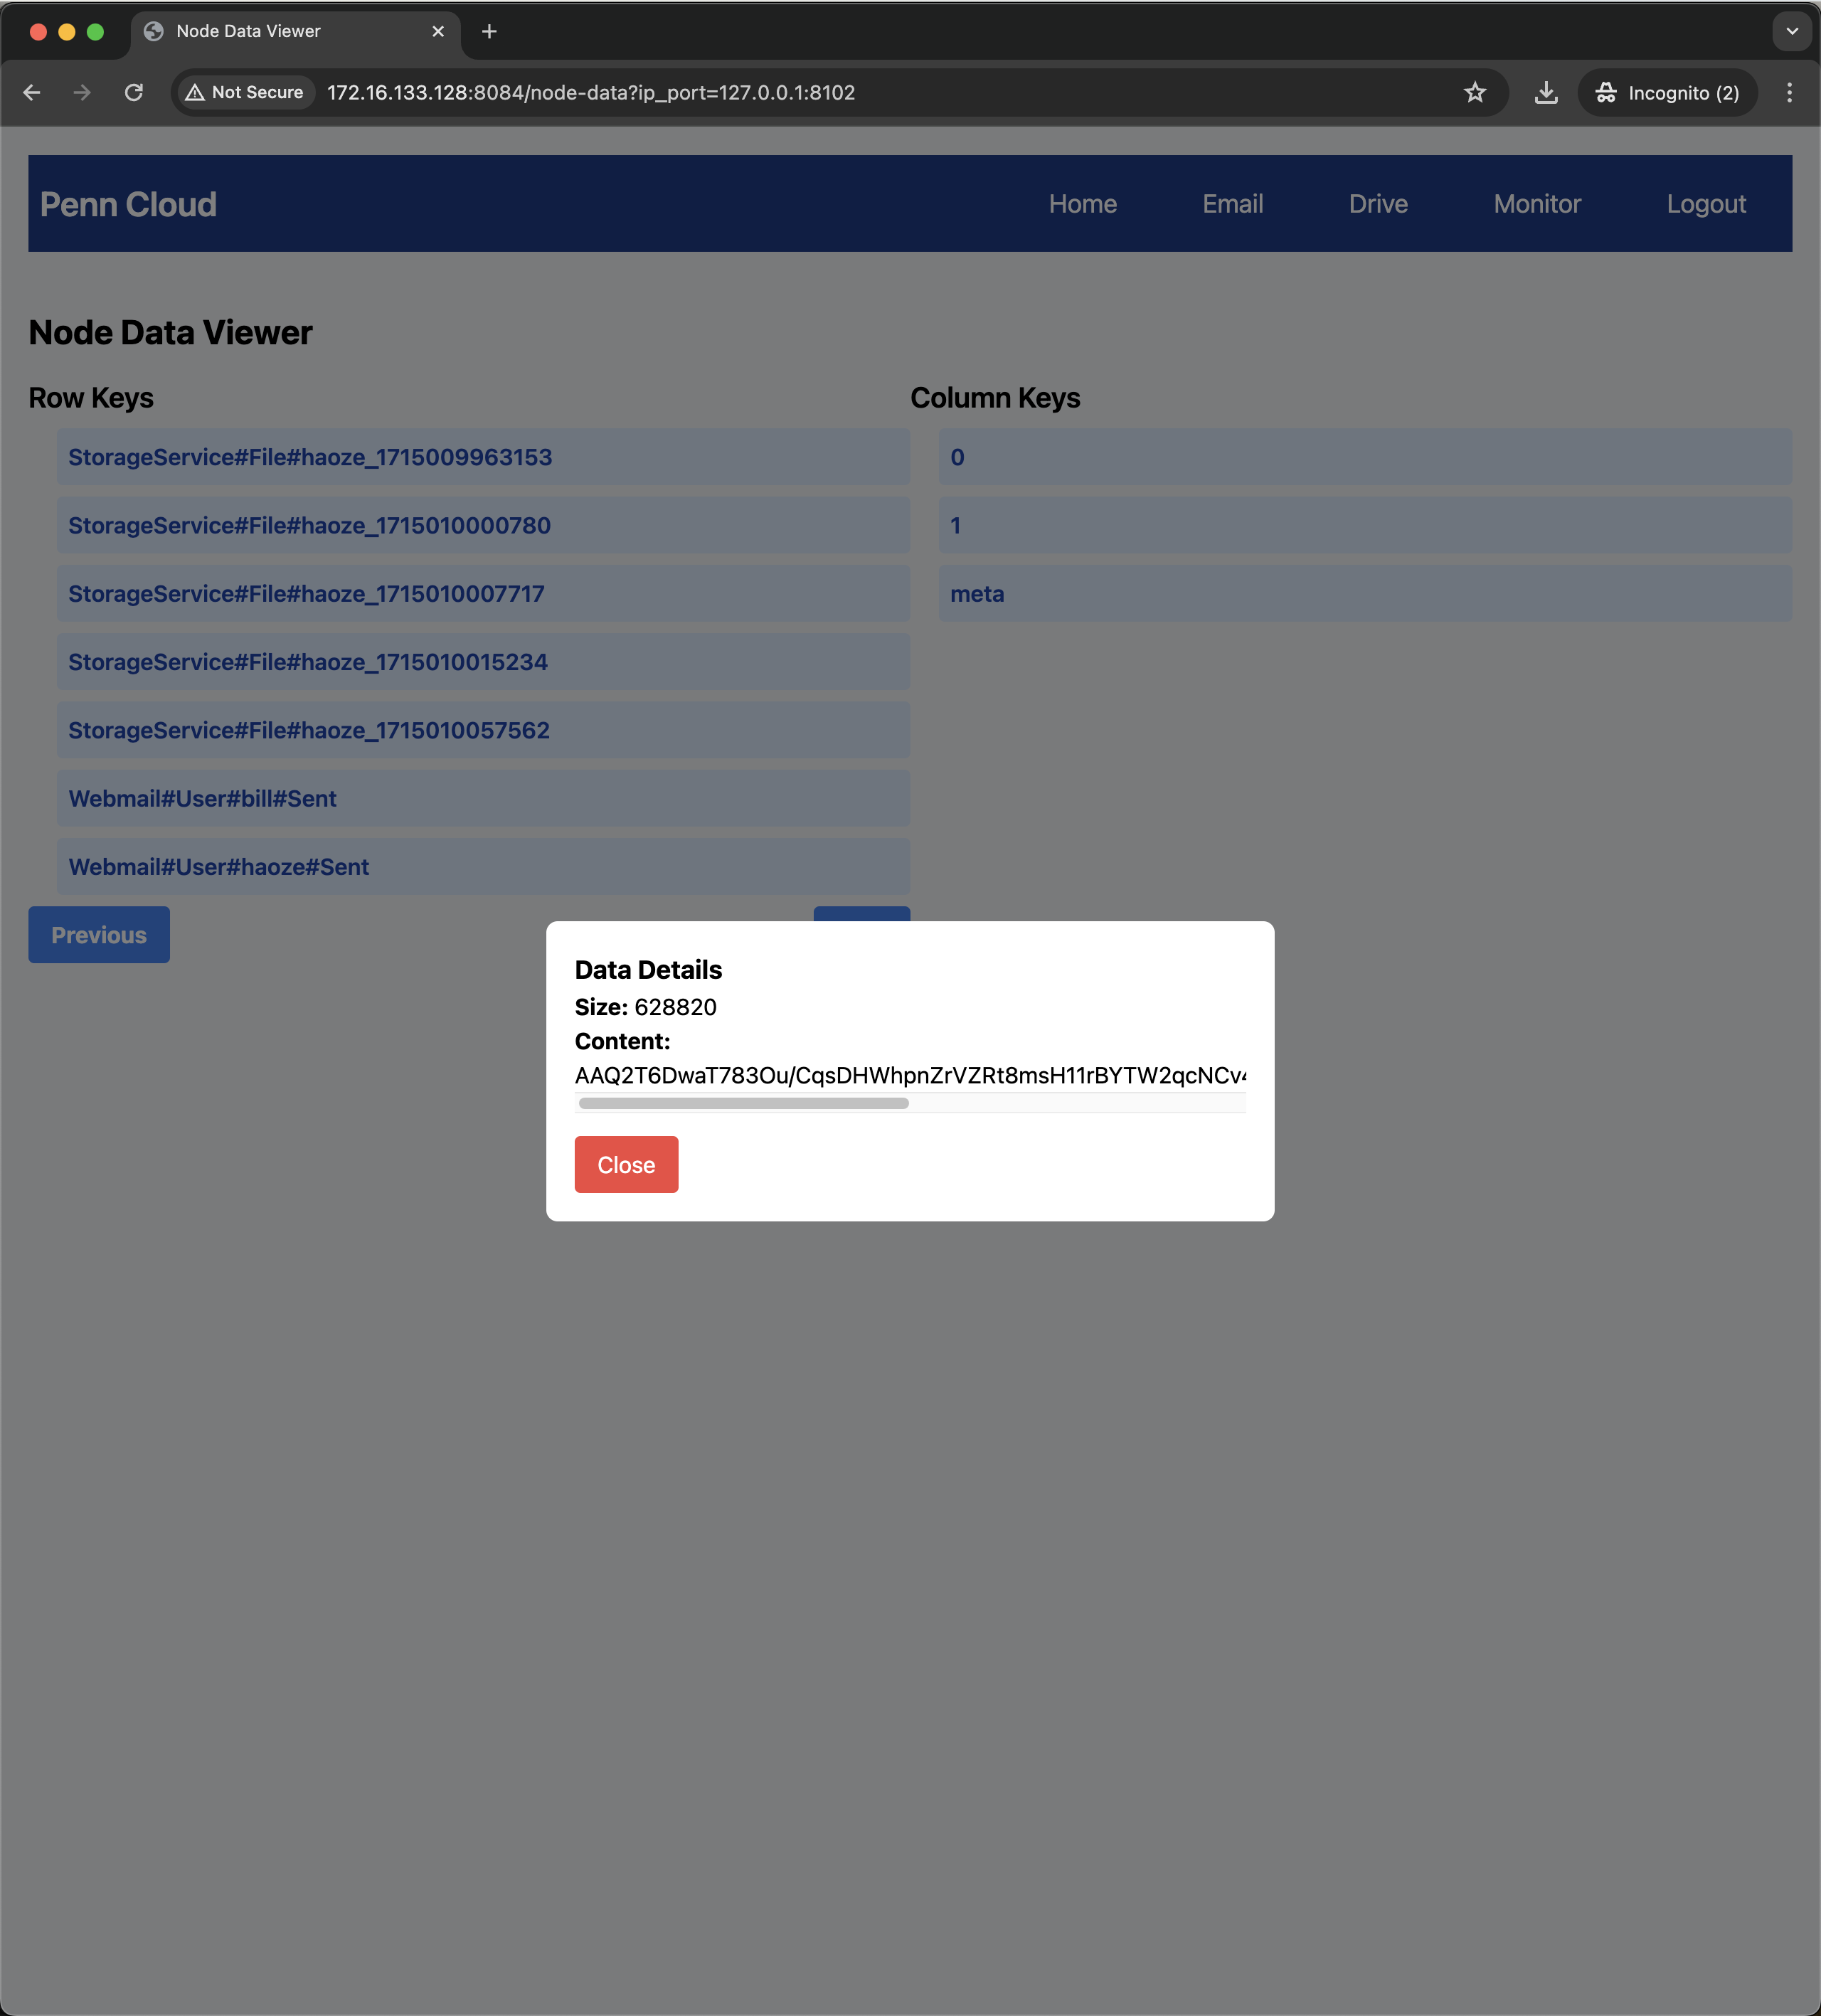 Node Data Viewer
Not Secure 172.16.133.128:8084/node-data?ip_port=127.0.0.1:8102 Incognito (2)
Penn Cloud Home Email Drive Monitor Logout
Node Data Viewer
Row Keys
StorageService#File#haoze_1715009963153
StorageService#File#haoze_1715010000780
StorageService#File#haoze_1715010007717
StorageService#File#haoze_1715010015234
StorageService#File#haoze_1715010057562
Webmail#User#bill#Sent
Webmail#User#haoze#Sent
Previous
Column Keys
0
1
meta
Data Details
Size: 628820
Content:
AAQ2T6DwaT783Ou/CqsDHWhpnZrVZRt8msH11rBYTW2qcNCv
Close